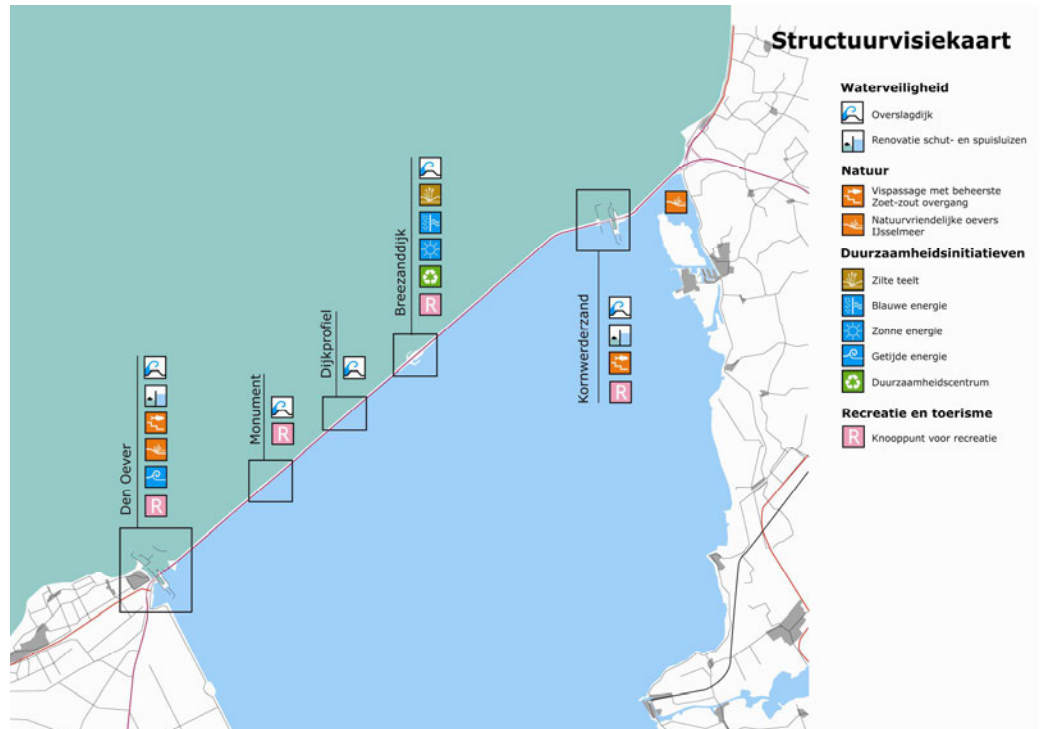 Structuurvisiekaart
Waterveiligheid
Overslagdijk
Renovatie schut- en spuisluizen
Natuur
Vispassage met beheerste
Zoet-zout overgang
Natuurvriendelijke oevers
IJsselmeer
Duurzaamheidsinitiatieven
Zilte teelt
Blauwe energie
Zonne energie
Getijde energie
Duurzaamheidscentrum
Recreatie en toerisme
R
Knooppunt voor recreatie
Den Oever
R
Monument
R
Dijkprofiel
Breezanddijk
R
Kornwerderzand
R